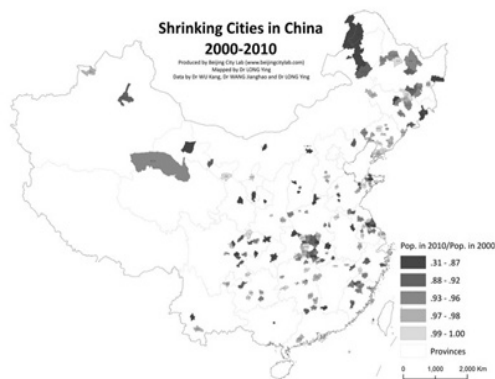 Shrinking Cities in China
2000-2010
Produced by Beijing City Lab (www.beijingcitylab.com)
Mapped by Dr LONG Ying
Data by Dr WU Kang, Dr WANG Jianghao and Dr LONG Ying
Pop. in 2010/Pop. in 2000
.31 - .87
.88 - .92
.93 - .96
.97 - .98
.99 - 1.00
Provinces
0 1,000 2,000 Km